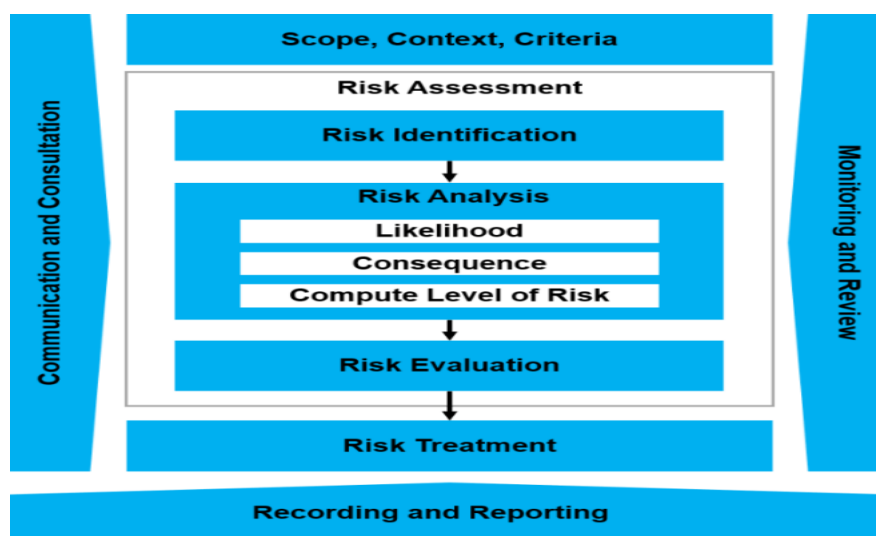 Scope, Context, Criteria
Risk Assessment
Risk Identification
Risk Analysis
Likelihood
Consequence
Compute Level of Risk
Risk Evaluation
Risk Treatment
Communication and Consultation
Monitoring and Review
Recording and Reporting